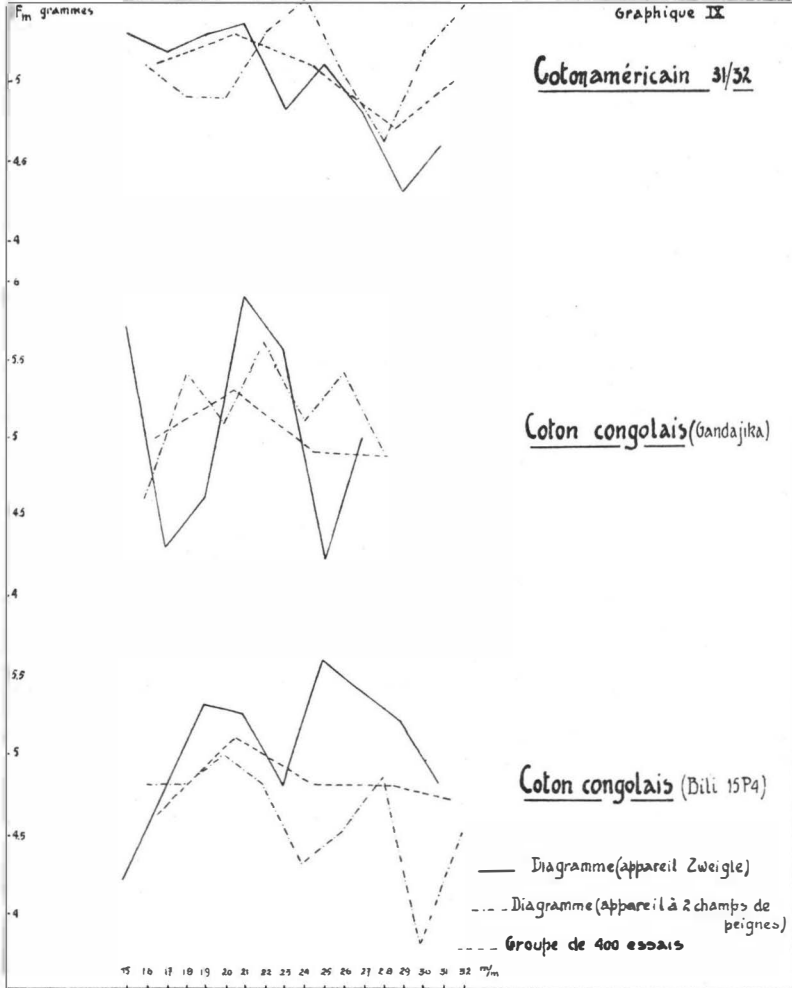 Fm grammes
Graphique IX
Cotonaméricain 31/32
5
4,6
4
6
5,5
5
Coton congolais (Gandajika)
4,5
4
5,5
5
Coton congolais (Bili 15P4)
4,5
Diagramme (appareil Zweigle)
4
Diagramme (appareil à 2 champs de
peignes)
Groupe de 400 essais
15 16 17 18 19 20 21 22 23 24 25 26 27 28 29 30 31 32 m/m